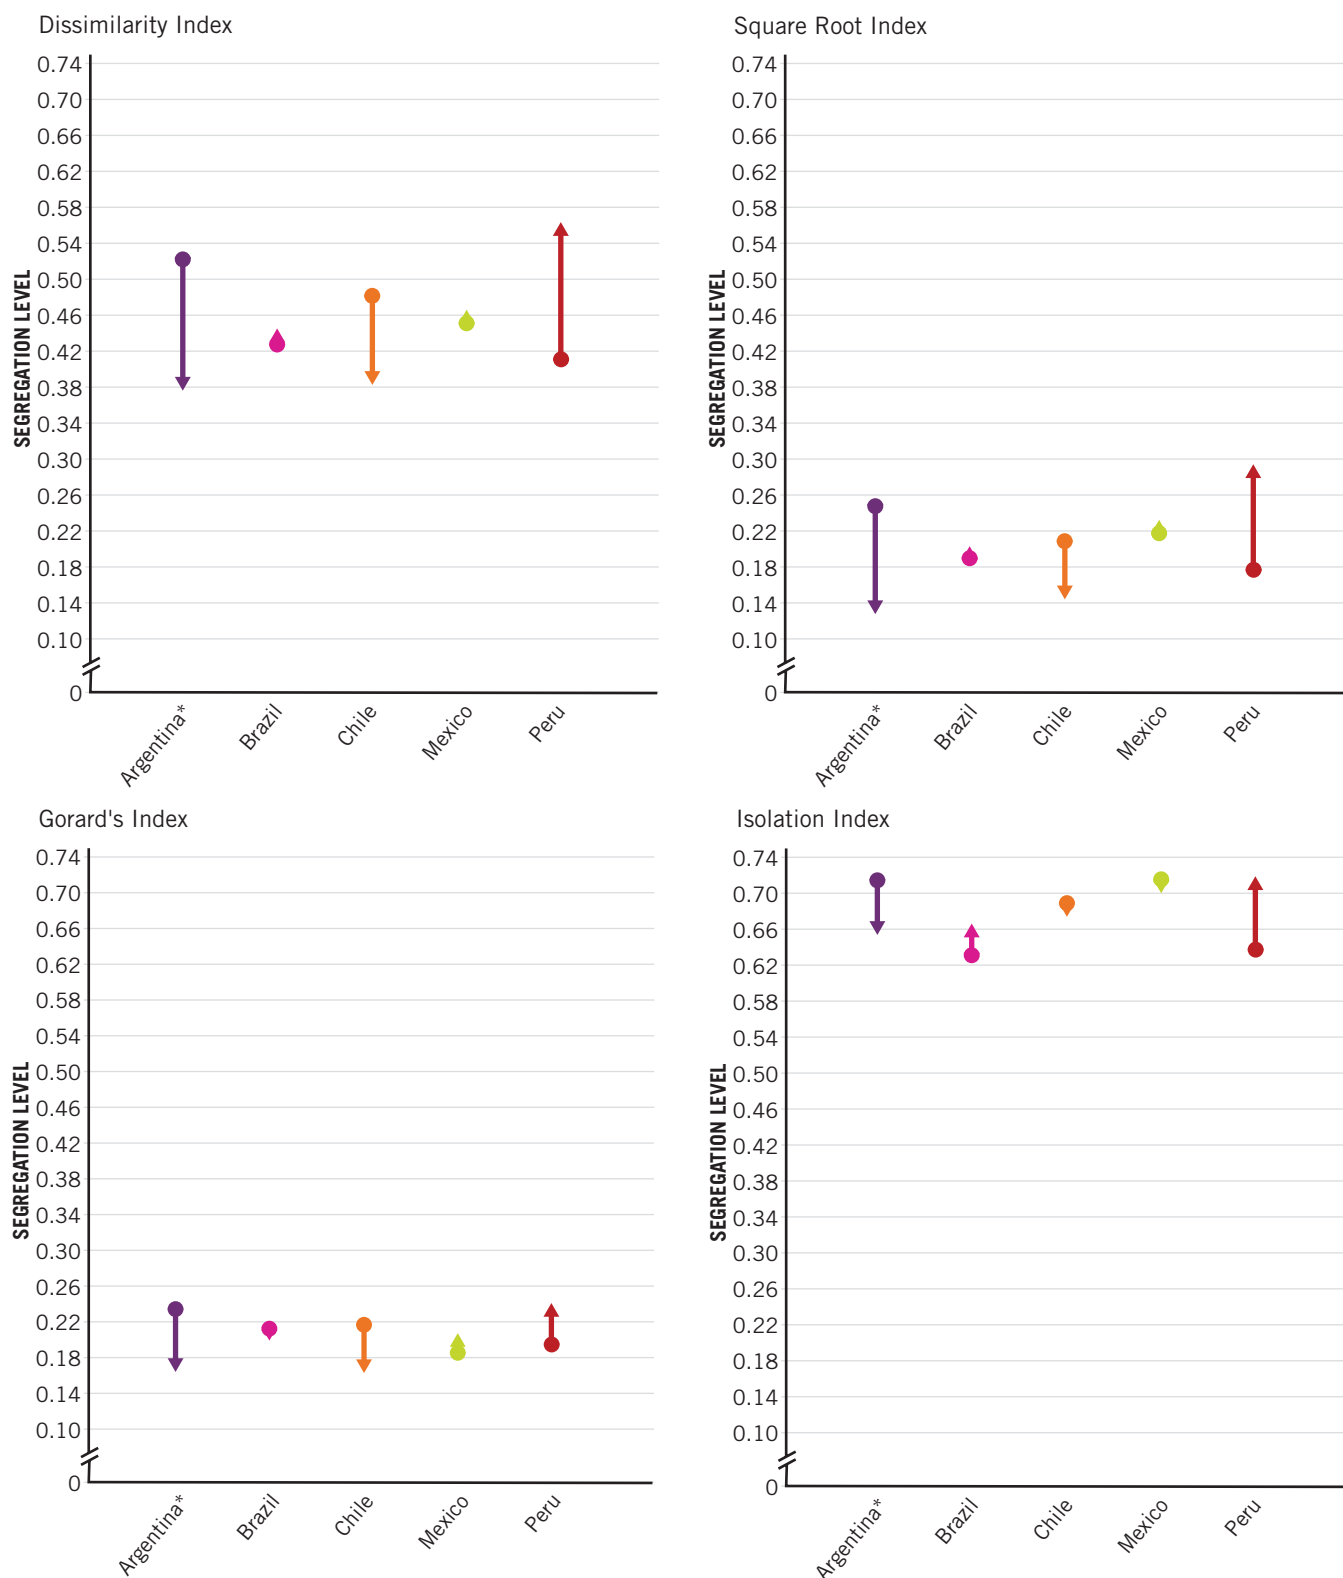 Dissimilarity Index
SEGREGATION LEVEL
0.74
0.70
0.66
0.62
0.58
0.54
0.50
0.46
0.42
0.38
0.34
0.30
0.26
0.22
0.18
0.14
0.10
0
Argentina*
Brazil
Chile
Mexico
Peru
Square Root Index
SEGREGATION LEVEL
0.74
0.70
0.66
0.62
0.58
0.54
0.50
0.46
0.42
0.38
0.34
0.30
0.26
0.22
0.18
0.14
0.10
0
Argentina*
Brazil
Chile
Mexico
Peru
Gorard's Index
SEGREGATION LEVEL
0.74
0.70
0.66
0.62
0.58
0.54
0.50
0.46
0.42
0.38
0.34
0.30
0.26
0.22
0.18
0.14
0.10
0
Argentina*
Brazil
Chile
Mexico
Peru
Isolation Index
SEGREGATION LEVEL
0.74
0.70
0.66
0.62
0.58
0.54
0.50
0.46
0.42
0.38
0.34
0.30
0.26
0.22
0.18
0.14
0.10
0
Argentina*
Brazil
Chile
Mexico
Peru